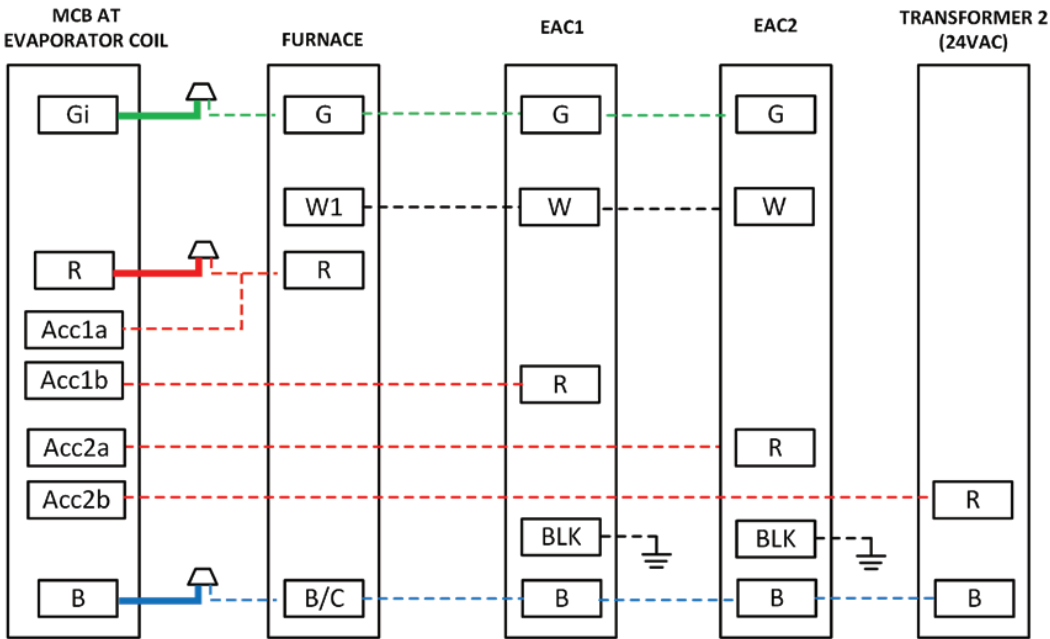 MCB AT
EVAPORATOR COIL
FURNACE
EAC1
EAC2
TRANSFORMER 2
(24VAC)
Gi
G
G
G
W1
W
W
R
R
Acc1a
Acc1b
R
Acc2a
R
Acc2b
R
BLK
BLK
B
B/C
B
B
B